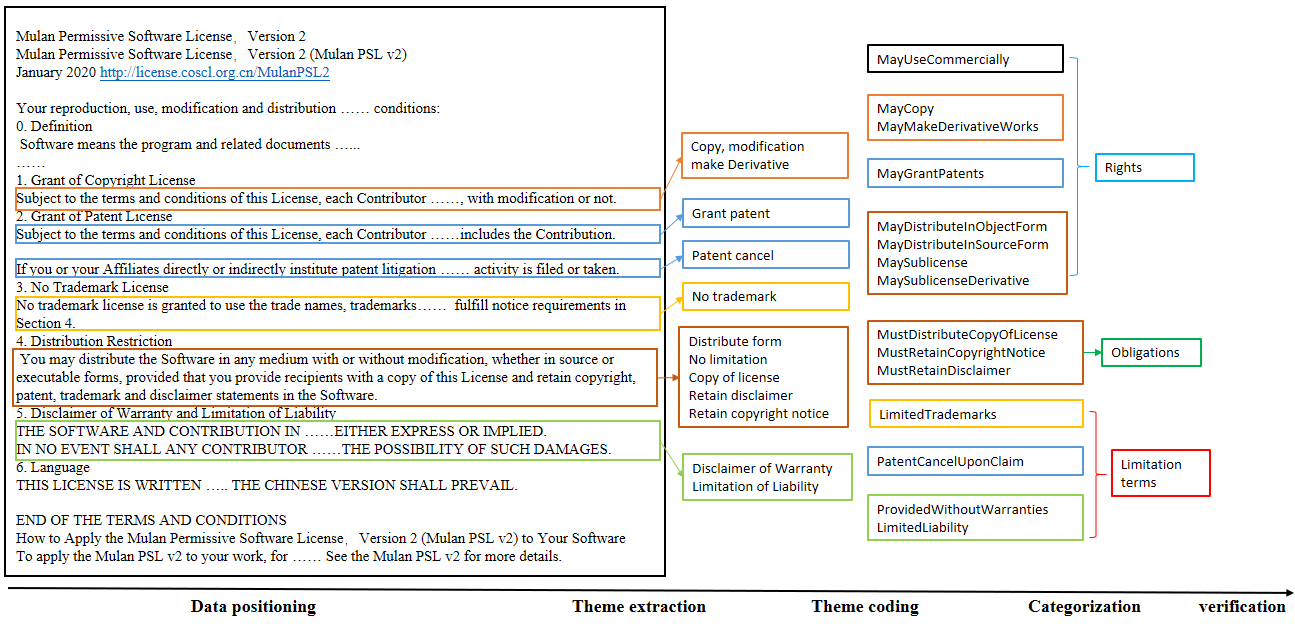 Mulan Permissive Software License， Version 2
Mulan Permissive Software License， Version 2 (Mulan PSL v2)
January 2020 http://license.coscl.org.cn/MulanPSL2
Your reproduction, use, modification and distribution …… conditions:
0. Definition
Software means the program and related documents …...
……
1. Grant of Copyright License
Subject to the terms and conditions of this License, each Contributor ……, with modification or not.
2. Grant of Patent License
Subject to the terms and conditions of this License, each Contributor ……includes the Contribution.
If you or your Affiliates directly or indirectly institute patent litigation …… activity is filed or taken.
3. No Trademark License
No trademark license is granted to use the trade names, trademarks…… fulfill notice requirements in
Section 4.
4. Distribution Restriction
You may distribute the Software in any medium with or without modification, whether in source or
executable forms, provided that you provide recipients with a copy of this License and retain copyright,
patent, trademark and disclaimer statements in the Software.
5. Disclaimer of Warranty and Limitation of Liability
THE SOFTWARE AND CONTRIBUTION IN ……EITHER EXPRESS OR IMPLIED.
IN NO EVENT SHALL ANY CONTRIBUTOR ……THE POSSIBILITY OF SUCH DAMAGES.
6. Language
THIS LICENSE IS WRITTEN ….. THE CHINESE VERSION SHALL PREVAIL.
END OF THE TERMS AND CONDITIONS
How to Apply the Mulan Permissive Software License， Version 2 (Mulan PSL v2) to Your Software
To apply the Mulan PSL v2 to your work, for …… See the Mulan PSL v2 for more details.
Copy, modification
make Derivative
Grant patent
Patent cancel
No trademark
Distribute form
No limitation
Copy of license
Retain disclaimer
Retain copyright notice
Disclaimer of Warranty
Limitation of Liability
MayUseCommercially
MayCopy
MayMakeDerivativeWorks
MayGrantPatents
MayDistributeInObjectForm
MayDistributeInSourceForm
MaySublicense
MaySublicenseDerivative
MustDistributeCopyOfLicense
MustRetainCopyrightNotice
MustRetainDisclaimer
LimitedTrademarks
PatentCancelUponClaim
ProvidedWithoutWarranties
LimitedLiability
Rights
Obligations
Limitation
terms
Data positioning
Theme extraction
Theme coding
Categorization
verification